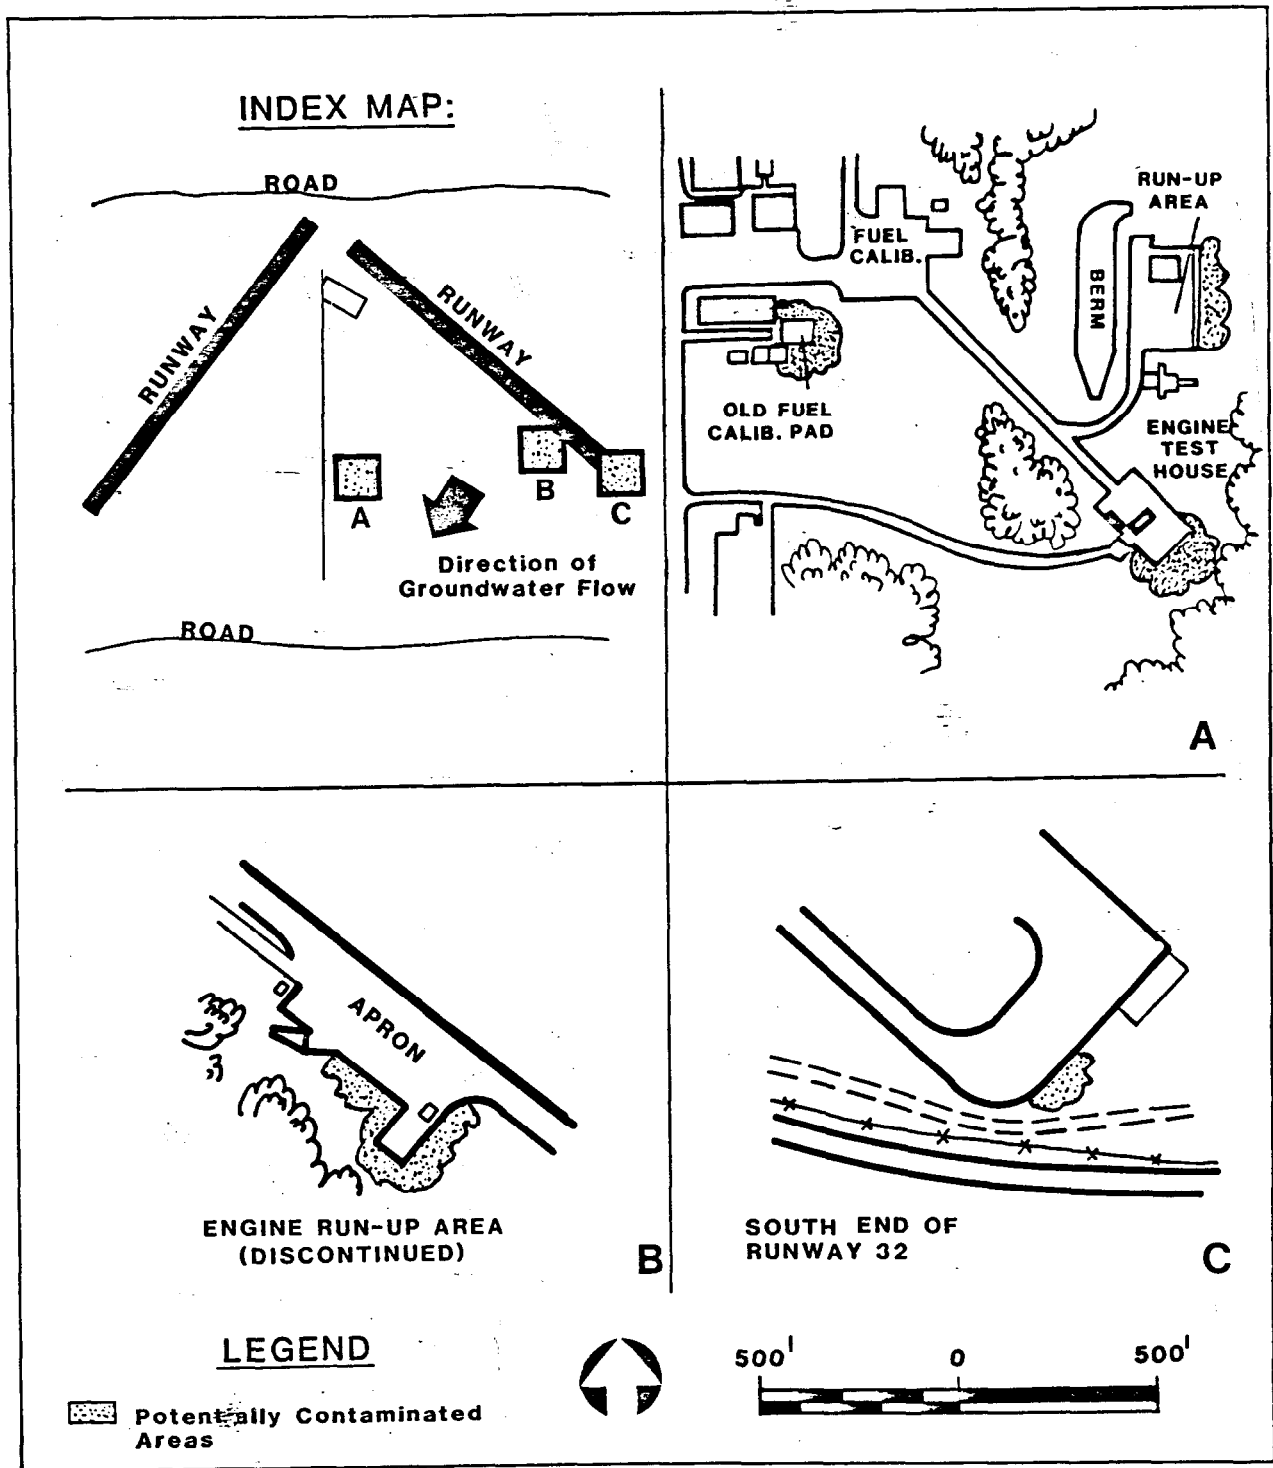 INDEX MAP:
ROAD
RUNWAY
RUNWAY
A
B
C
Direction of
Groundwater Flow
ROAD
RUN-UP
AREA
FUEL
CALIB.
BERM
OLD FUEL
CALIB. PAD
ENGINE
TEST
HOUSE
A
APRON
ENGINE RUN-UP AREA
(DISCONTINUED)
B
SOUTH END OF
RUNWAY 32
C
LEGEND
Potentially Contaminated
Areas
500' 0 500'